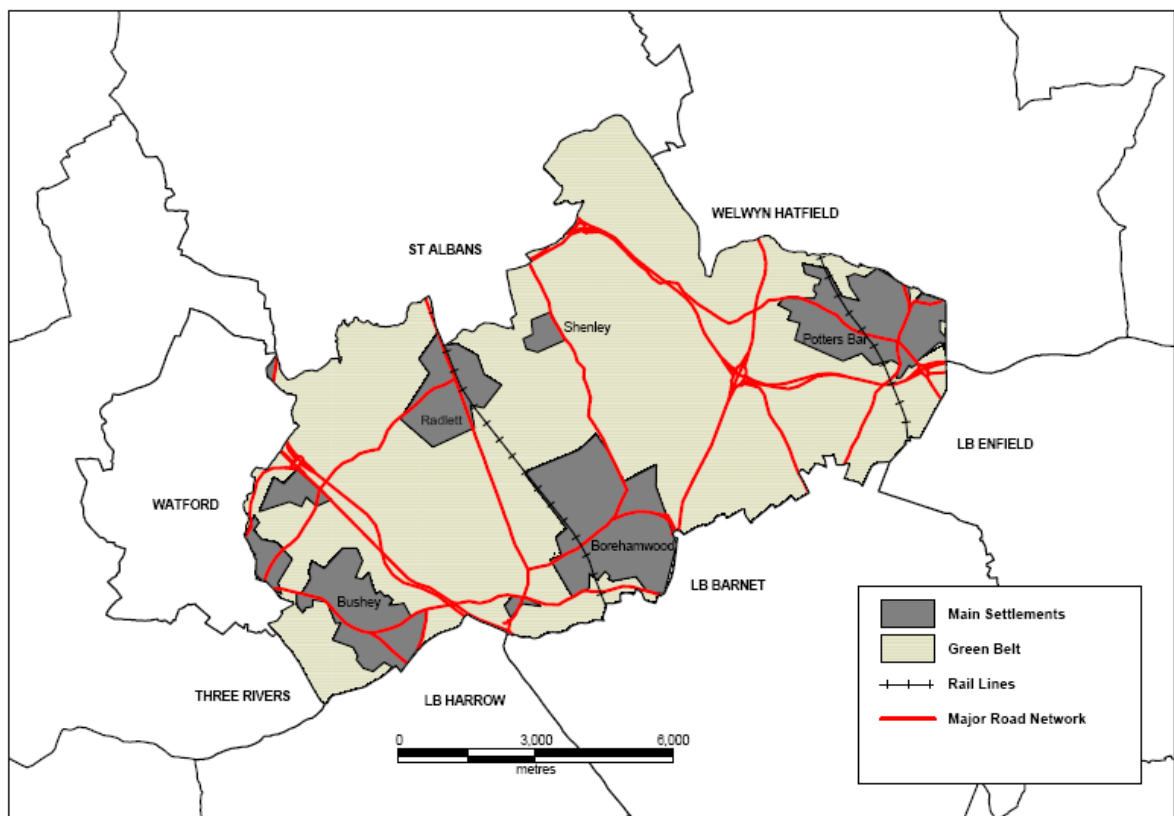 WELWYN HATFIELD
ST ALBANS
Shenley
Potters Bar
Radlett
LB ENFIELD
WATFORD
Borehamwood
LB BARNET
Bushey
THREE RIVERS
LB HARROW
0 3,000 6,000
metres
Main Settlements
Green Belt
Rail Lines
Major Road Network